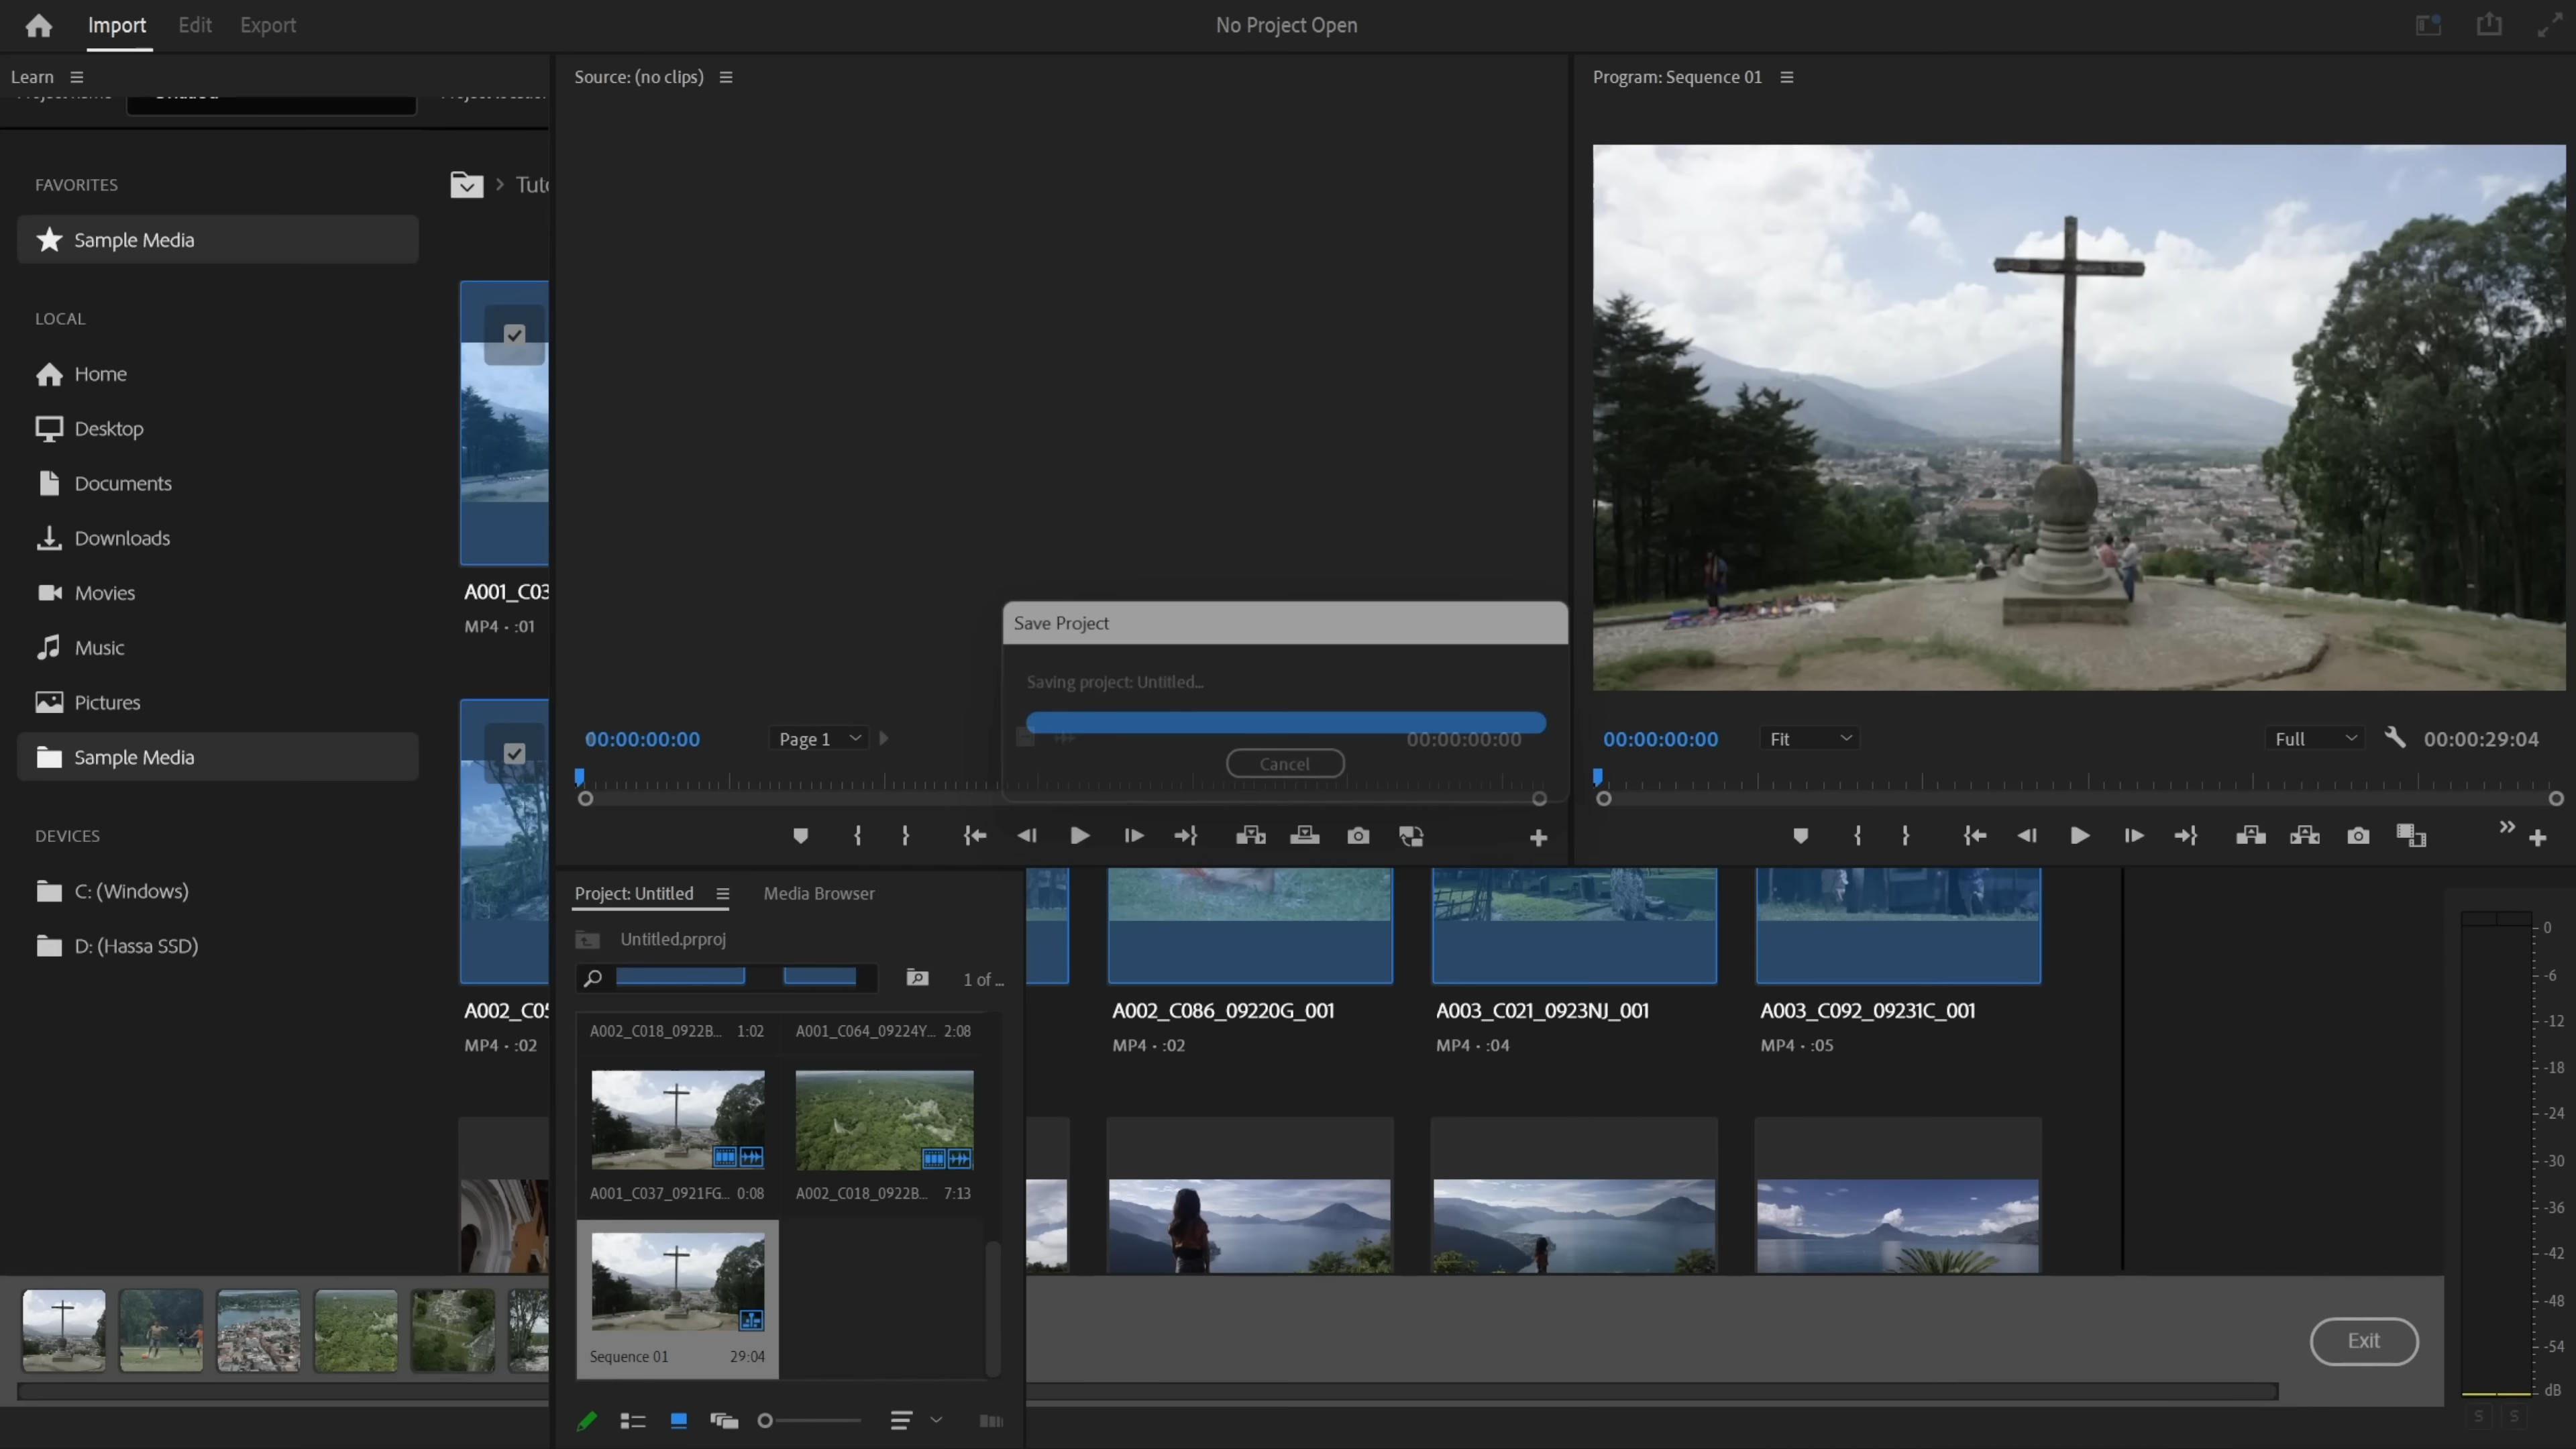 Import Edit Export
No Project Open
Learn
Source: (no clips)
Program: Sequence 01
Untitled
FAVORITES
Tuto
Sample Media
LOCAL
Home
Desktop
Documents
Downloads
Movies
Music
Pictures
Sample Media
DEVICES
C: (Windows)
D: (Hassa SSD)
A001_C03
MP4 · :01
A002_C05
MP4 · :02
Save Project
Saving project: Untitled...
Cancel
00:00:00:00
Page 1
00:00:00:00
00:00:00:00
Fit
Full
00:00:29:04
Project: Untitled
Media Browser
Untitled.prproj
1 of ...
A002_C018_0922B... 1:02
A001_C064_09224Y... 2:08
A001_C037_0921FG... 0:08
A002_C018_0922B... 7:13
Sequence 01 29:04
A002_C086_09220G_001
MP4 · :02
A003_C021_0923NJ_001
MP4 · :04
A003_C092_09231C_001
MP4 · :05
Exit
0
-6
-12
-18
-24
-30
-36
-42
-48
-54
dB
S S